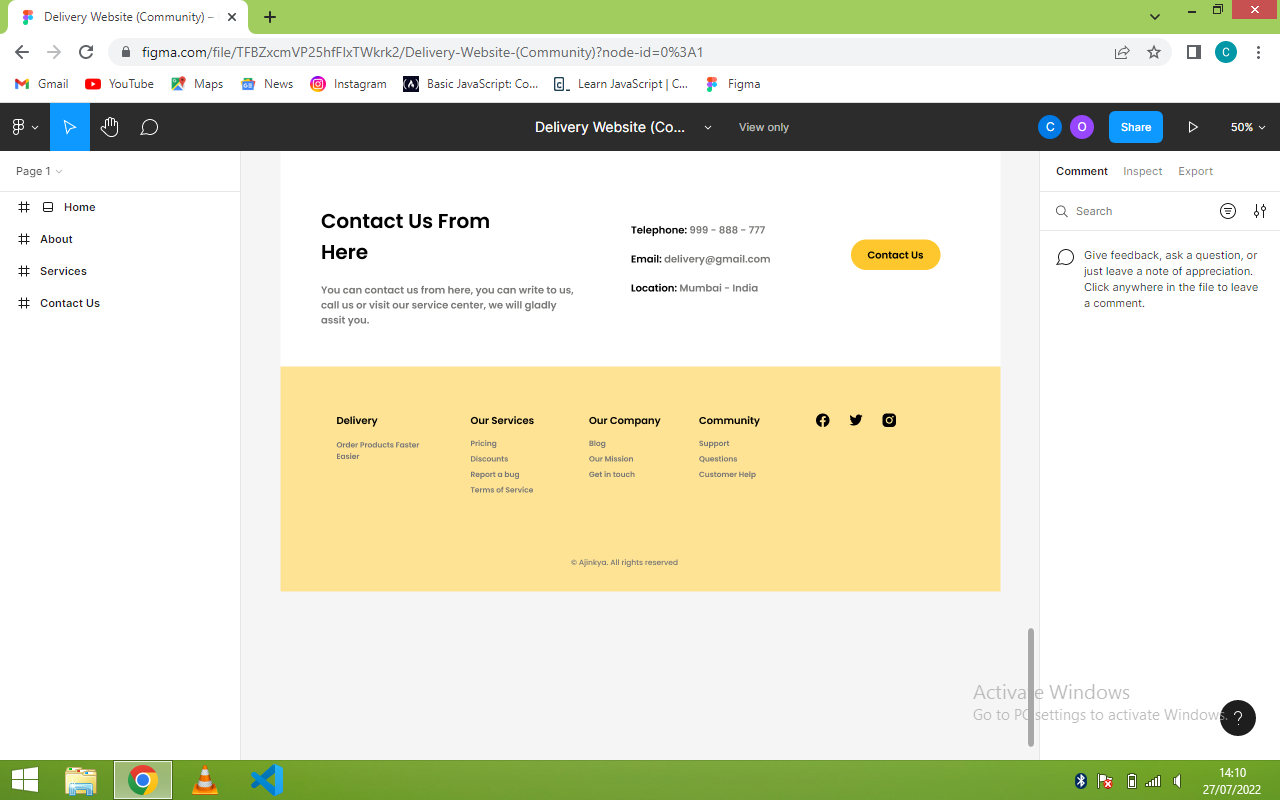 Delivery Website (Community) –
figma.com/file/TFBZxcmVP25hfFIxTWkrk2/Delivery-Website-(Community)?node-id=0%3A1
C
Gmail YouTube Maps News Instagram Basic JavaScript: Co... Learn JavaScript | C... Figma
Delivery Website (Co... View only C O Share 50%
Page 1
Home
About
Services
Contact Us
Comment Inspect Export
Search
Give feedback, ask a question, or
just leave a note of appreciation.
Click anywhere in the file to leave
a comment.
Contact Us From
Here
You can contact us from here, you can write to us,
call us or visit our service center, we will gladly
assit you.
Telephone: 999 - 888 - 777
Email: delivery@gmail.com
Location: Mumbai - India
Contact Us
Delivery
Order Products Faster
Easier
Our Services
Pricing
Discounts
Report a bug
Terms of Service
Our Company
Blog
Our Mission
Get in touch
Community
Support
Questions
Customer Help
© Ajinkya. All rights reserved
Activate Windows
Go to PC settings to activate Windows.
?
14:10
27/07/2022